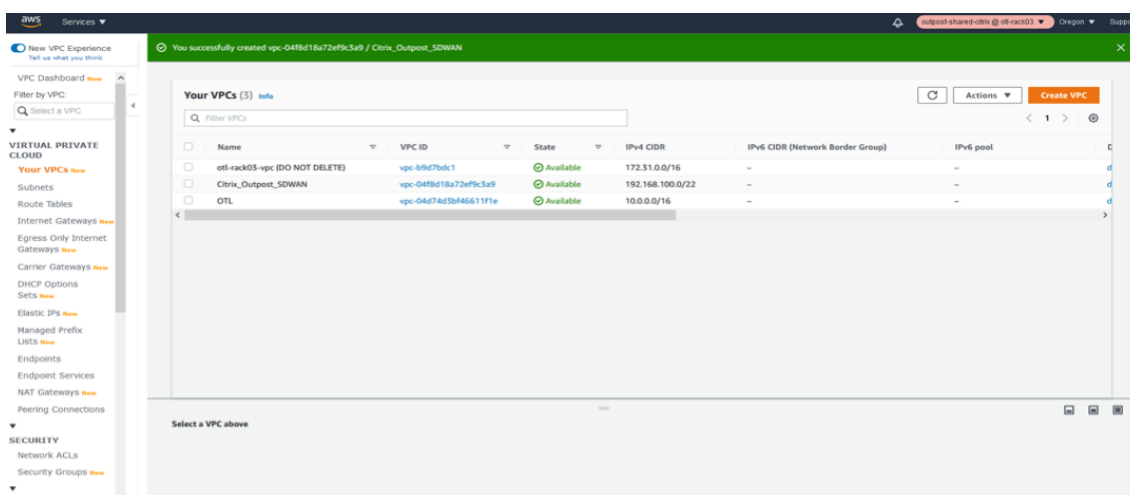 aws Services ▼ outpost-shared-citrix @ otl-rack03 ▼ Oregon ▼ Suppo
New VPC Experience
Tell us what you think
You successfully created vpc-04f8d18a72ef9c3a9 / Citrix_Outpost_SDWAN
VPC Dashboard New
Filter by VPC:
Select a VPC
VIRTUAL PRIVATE
CLOUD
Your VPCs New
Subnets
Route Tables
Internet Gateways New
Egress Only Internet
Gateways New
Carrier Gateways New
DHCP Options
Sets New
Elastic IPs New
Managed Prefix
Lists New
Endpoints
Endpoint Services
NAT Gateways New
Peering Connections
SECURITY
Network ACLs
Security Groups New
Your VPCs (3) Info Actions ▼ Create VPC
Filter VPCs < 1 >
Name VPC ID State IPv4 CIDR IPv6 CIDR (Network Border Group) IPv6 pool D
otl-rack03-vpc (DO NOT DELETE) vpc-b9d7bdc1 Available 172.31.0.0/16 – – d
Citrix_Outpost_SDWAN vpc-04f8d18a72ef9c3a9 Available 192.168.100.0/22 – – d
OTL vpc-04d74d3bf46611f1e Available 10.0.0.0/16 – – d
Select a VPC above